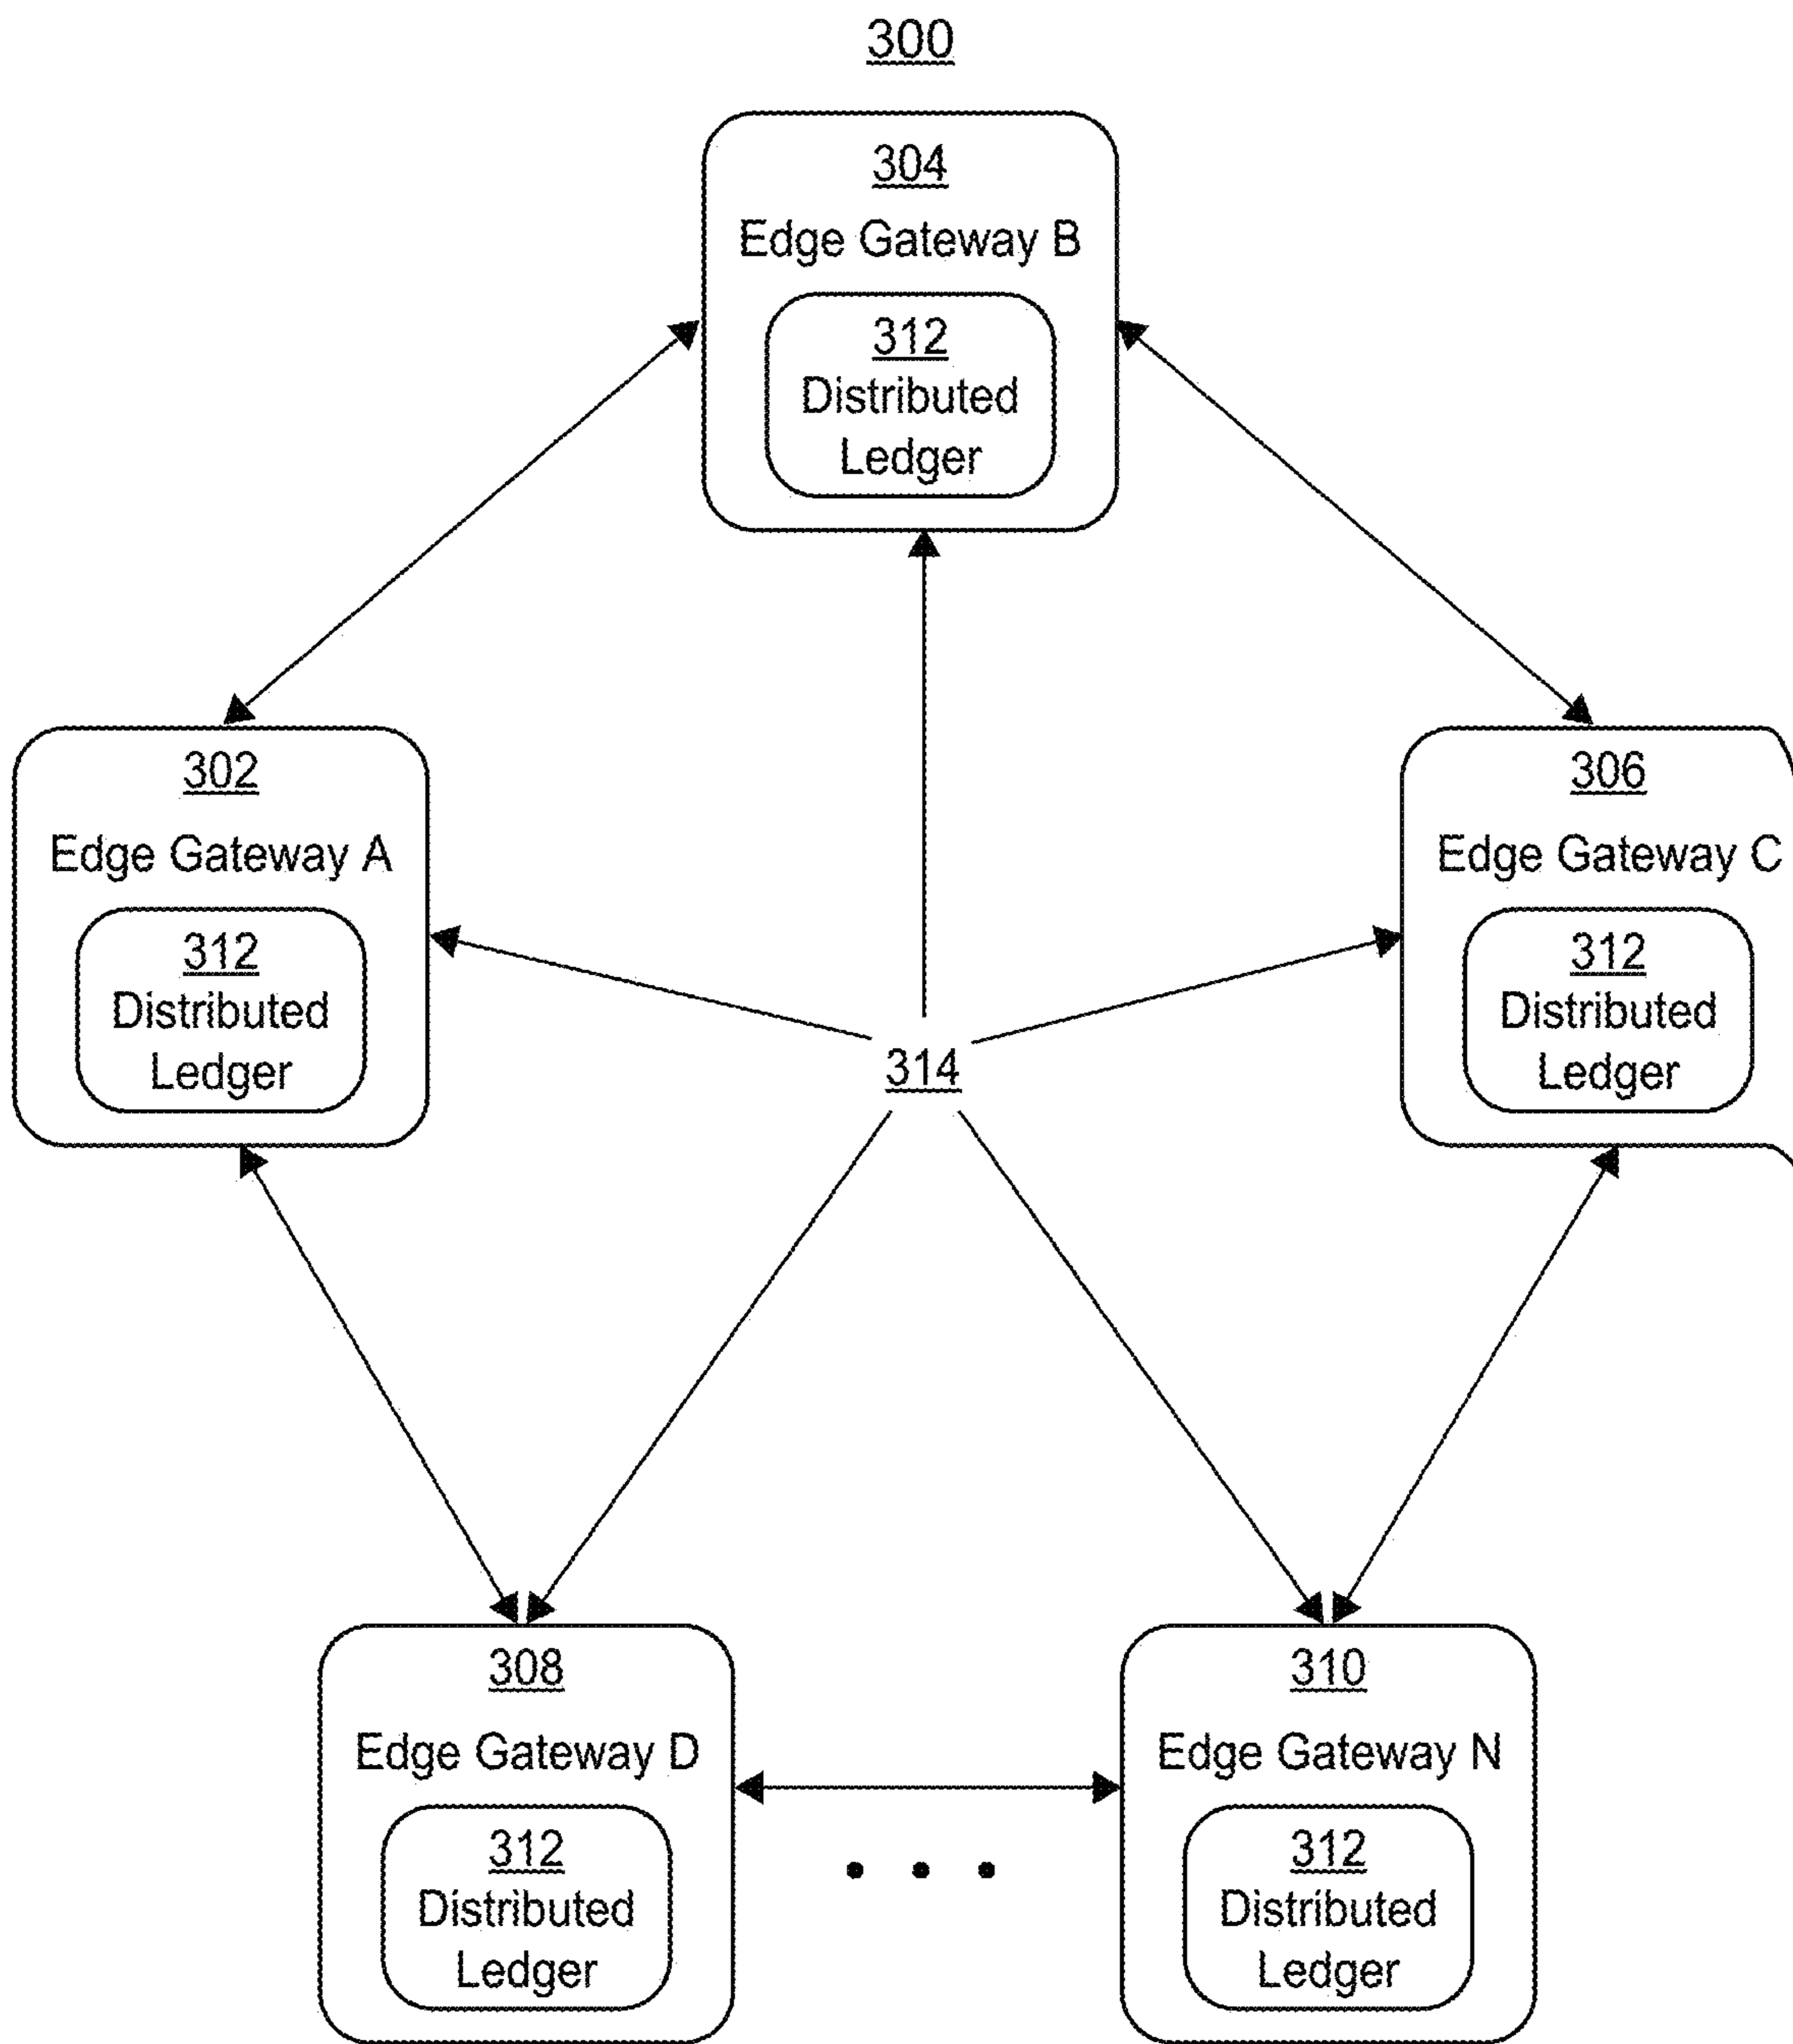 300
304
Edge Gateway B
312
Distributed
Ledger
302
Edge Gateway A
312
Distributed
Ledger
306
Edge Gateway C
312
Distributed
Ledger
314
308
Edge Gateway D
312
Distributed
Ledger
310
Edge Gateway N
312
Distributed
Ledger